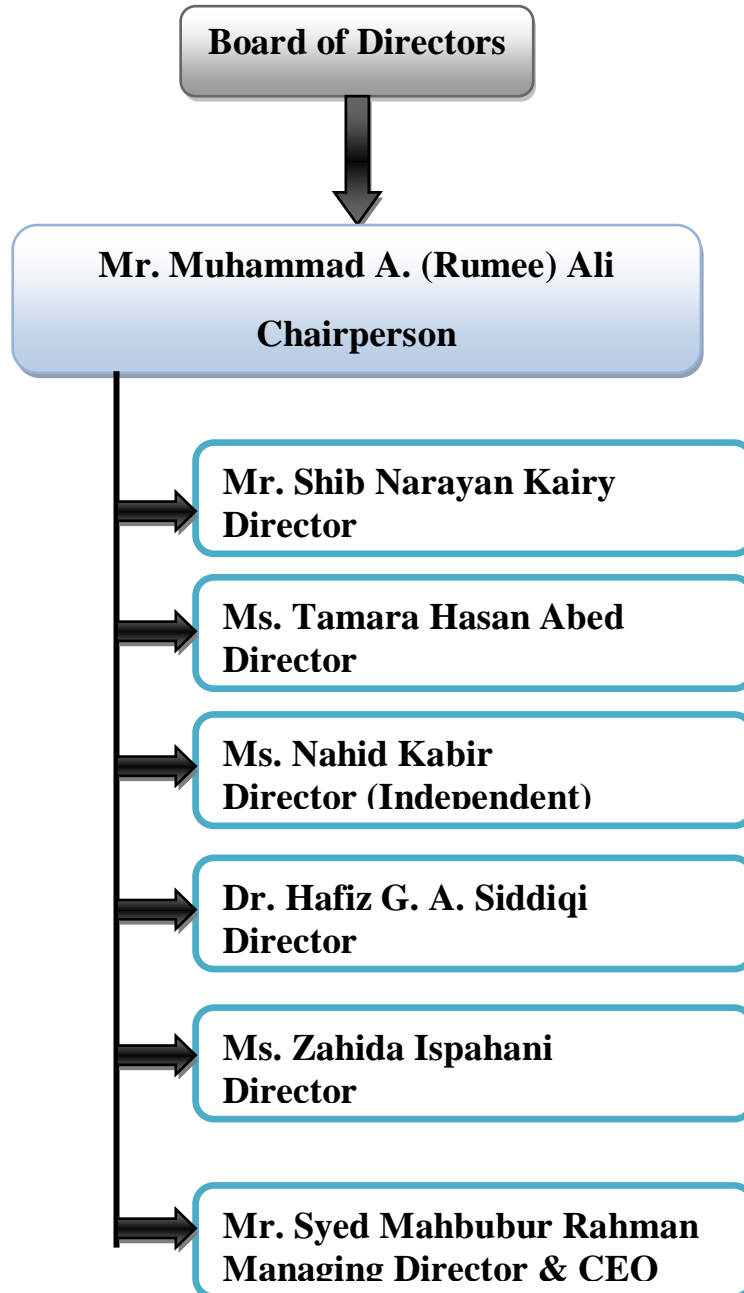 Board of Directors
Mr. Muhammad A. (Rumee) Ali
Chairperson
Mr. Shib Narayan Kairy
Director
Ms. Tamara Hasan Abed
Director
Ms. Nahid Kabir
Director (Independent)
Dr. Hafiz G. A. Siddiqi
Director
Ms. Zahida Ispahani
Director
Mr. Syed Mahbubur Rahman
Managing Director & CEO